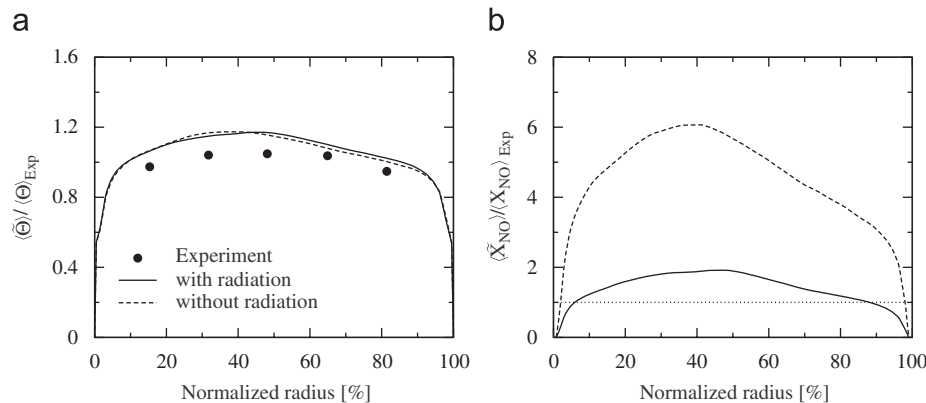 a
1.6
1.2
0.8
0.4
0
⟨Θ̃⟩/⟨Θ⟩Exp
Experiment
with radiation
without radiation
0 20 40 60 80 100
Normalized radius [%]
b
8
6
4
2
0
⟨X̃NO⟩/⟨XNO⟩Exp
0 20 40 60 80 100
Normalized radius [%]